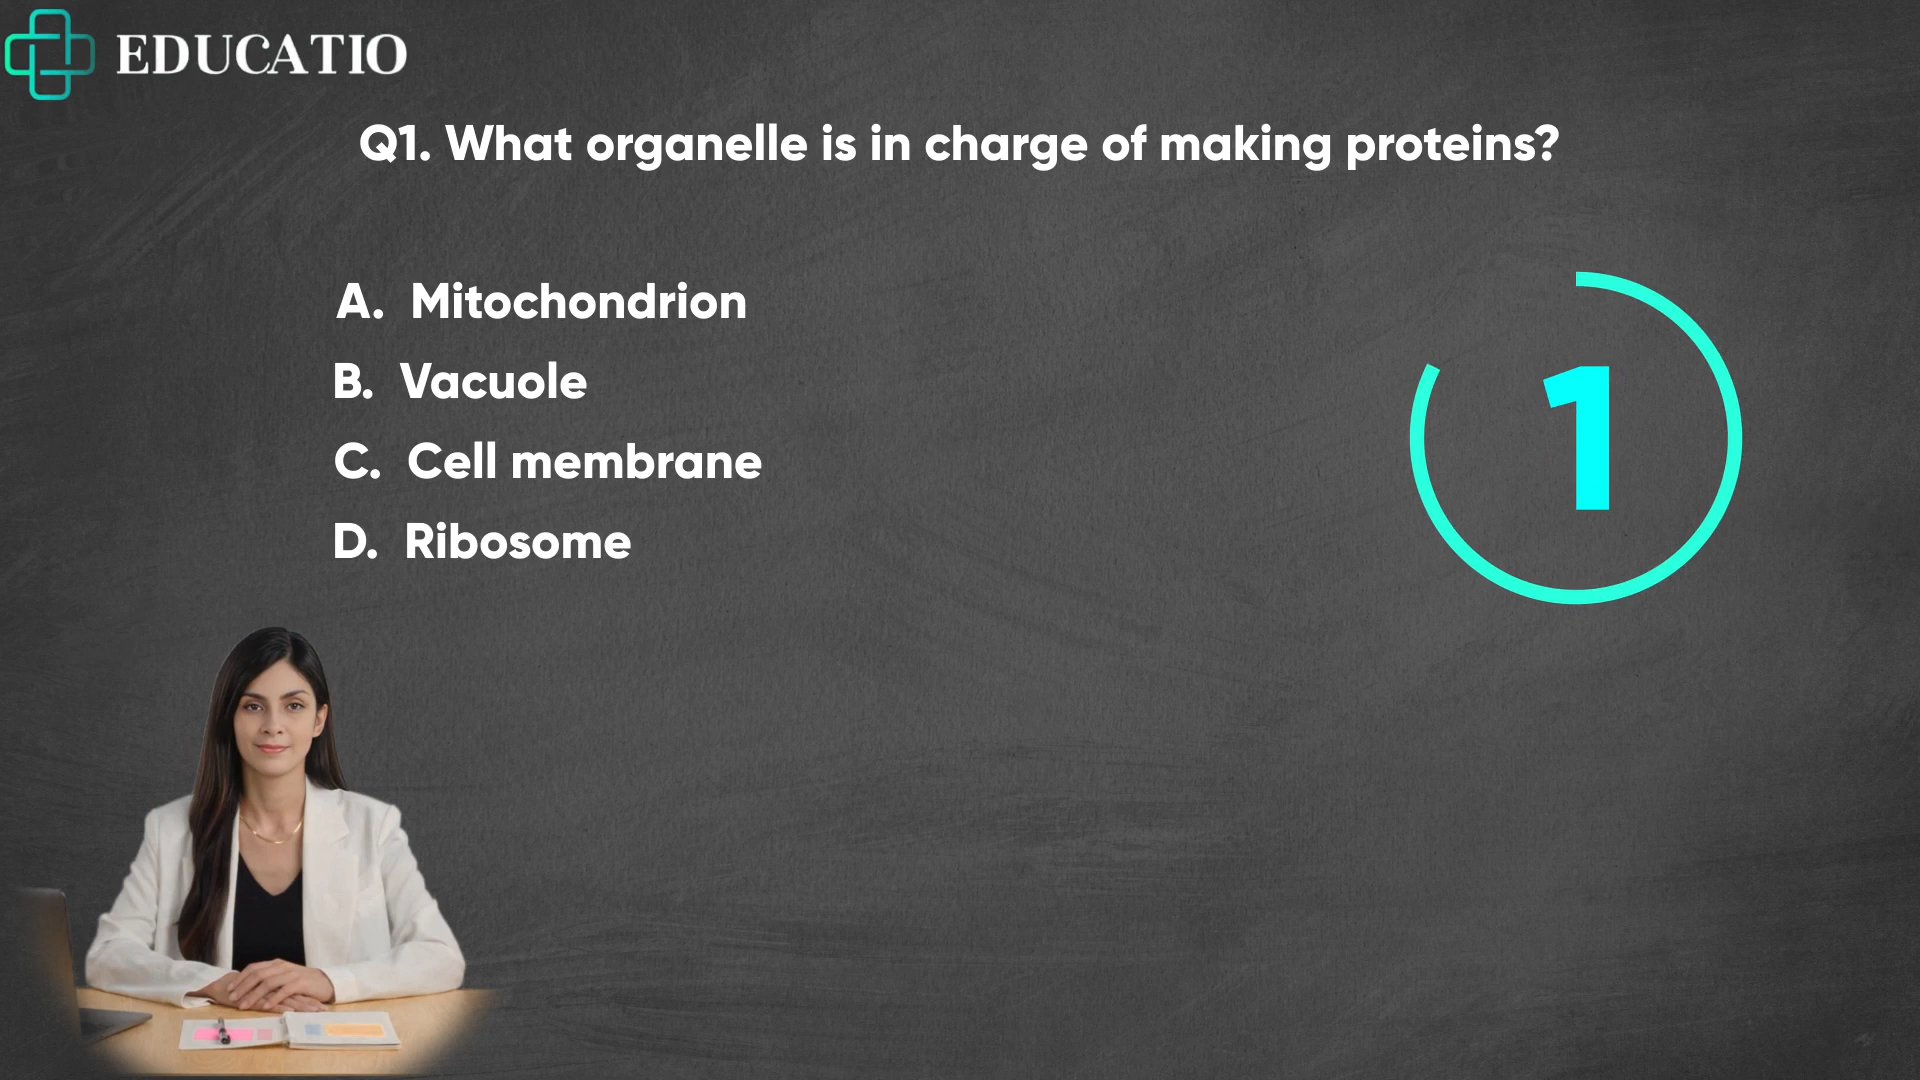 EDUCATIO
Q1. What organelle is in charge of making proteins?
A. Mitochondrion
B. Vacuole
C. Cell membrane
D. Ribosome
1